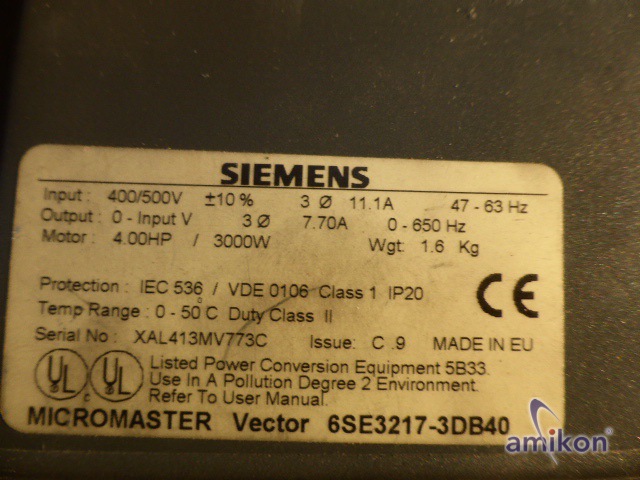 SIEMENS
Input : 400/500V ±10% 3 Ø 11.1A 47 - 63 Hz
Output : 0 - Input V 3 Ø 7.70A 0 - 650 Hz
Motor : 4.00HP / 3000W Wgt: 1.6 Kg
Protection : IEC 536 / VDE 0106 Class 1 IP20
Temp Range : 0 - 50°C Duty Class II
Serial No : XAL413MV773C Issue: C .9 MADE IN EU
CE
UL c UL Listed Power Conversion Equipment 5B33.
Use In A Pollution Degree 2 Environment.
Refer To User Manual.
MICROMASTER Vector 6SE3217-3DB40
amikon